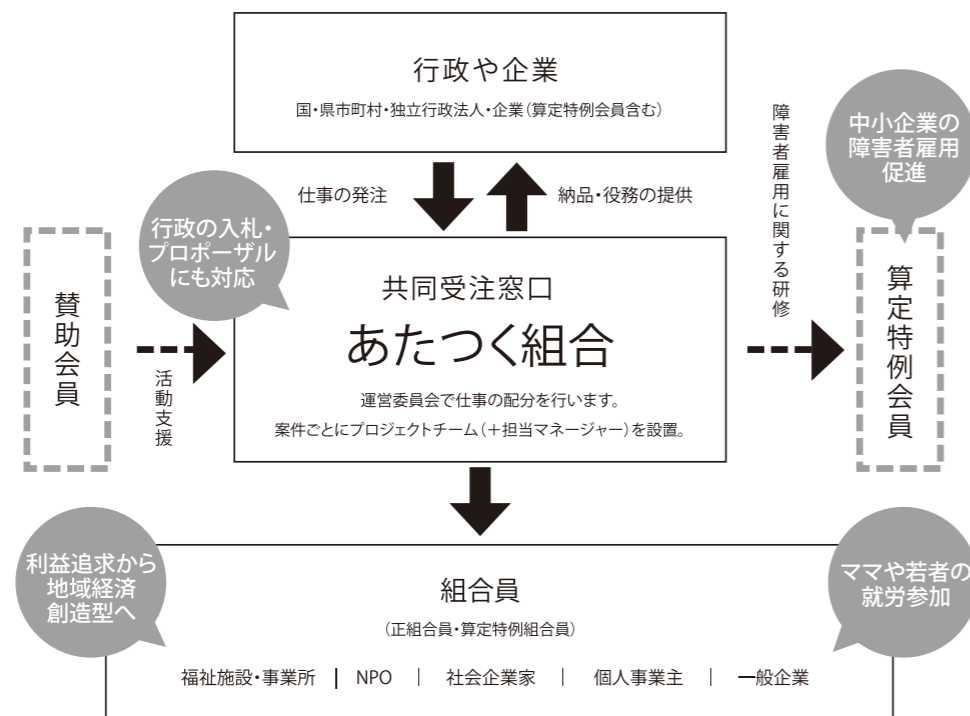 行政や企業
国・県市町村・独立行政法人・企業(算定特例会員含む)
仕事の発注
納品・役務の提供
障害者雇用に関する研修
中小企業の
障害者雇用
促進
行政の入札・
プロポーザル
にも対応
賛助会員
活動支援
共同受注窓口
あたつく組合
運営委員会で仕事の配分を行います。
案件ごとにプロジェクトチーム(+担当マネージャー)を設置。
算定特例会員
利益追求から
地域経済
創造型へ
組合員
(正組合員・算定特例組合員)
ママや若者の
就労参加
福祉施設・事業所 | NPO | 社会企業家 | 個人事業主 | 一般企業